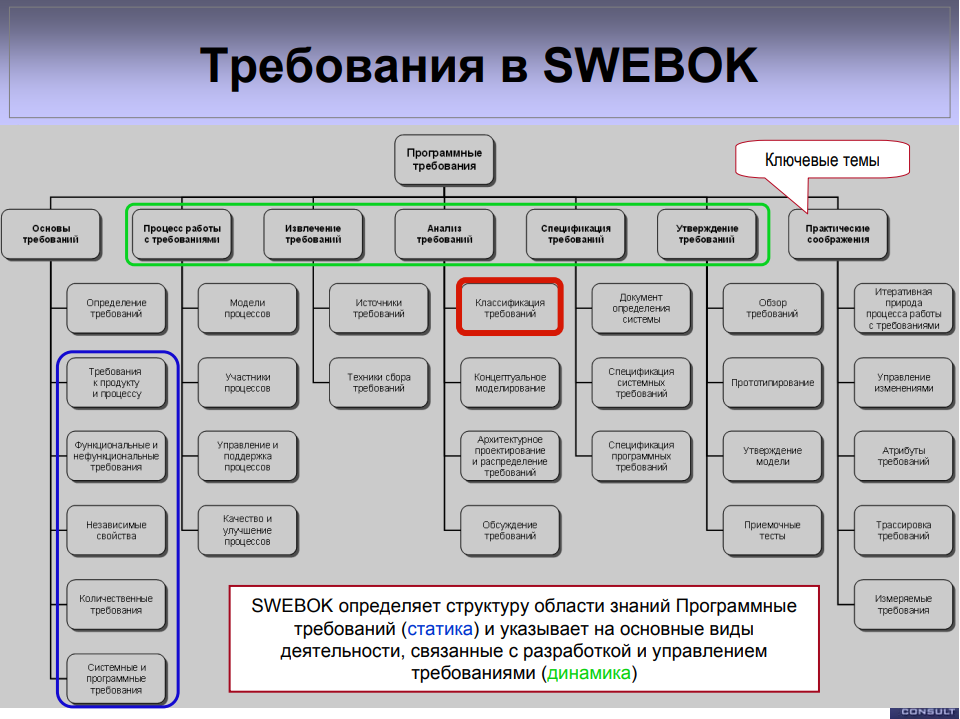 Требования в SWEBOK
Программные
требования
Ключевые темы
Основы
требований
Процесс работы
с требованиями
Извлечение
требований
Анализ
требований
Спецификация
требований
Утверждение
требований
Практические
соображения
Определение
требований
Требования
к продукту
и процессу
Функциональные и
нефункциональные
требования
Независимые
свойства
Количественные
требования
Системные и
программные
требования
Модели
процессов
Участники
процессов
Управление и
поддержка
процессов
Качество и
улучшение
процессов
Источники
требований
Техники сбора
требований
Классификация
требований
Концептуальное
моделирование
Архитектурное
проектирование
и распределение
требований
Обсуждение
требований
Документ
определения
системы
Спецификация
системных
требований
Спецификация
программных
требований
Обзор
требований
Прототипирование
Утверждение
модели
Приемочные
тесты
Итеративная
природа
процесса работы
с требованиями
Управление
изменениями
Атрибуты
требований
Трассировка
требований
Измеряемые
требования
SWEBOK определяет структуру области знаний Программные
требований (статика) и указывает на основные виды
деятельности, связанные с разработкой и управлением
требованиями (динамика)
CONSULT